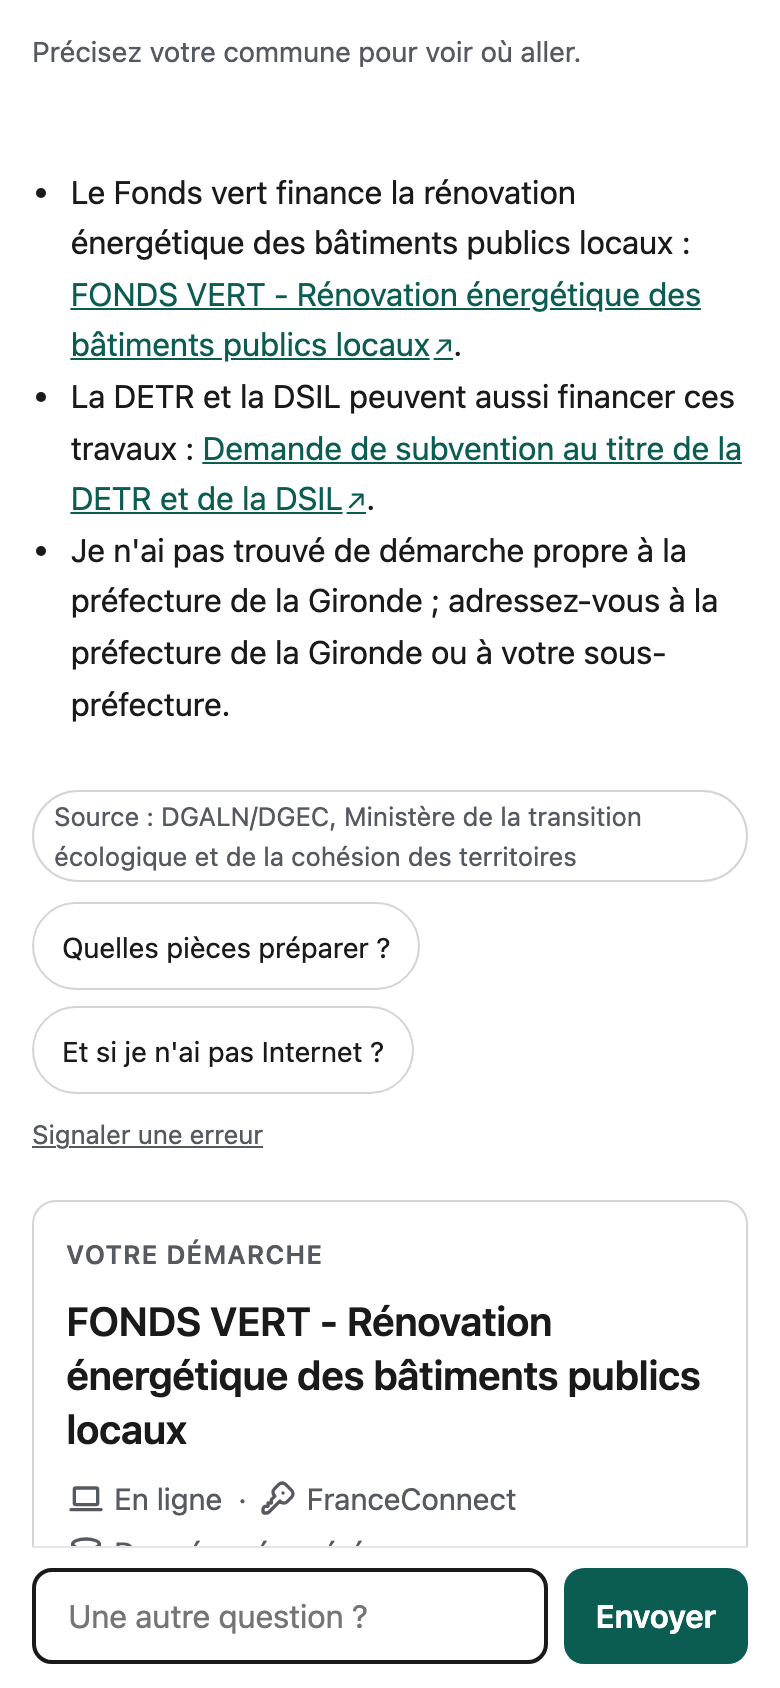 Précisez votre commune pour voir où aller.
• Le Fonds vert finance la rénovation
énergétique des bâtiments publics locaux :
FONDS VERT - Rénovation énergétique des
bâtiments publics locaux↗.
• La DETR et la DSIL peuvent aussi financer ces
travaux : Demande de subvention au titre de la
DETR et de la DSIL↗.
• Je n'ai pas trouvé de démarche propre à la
préfecture de la Gironde ; adressez-vous à la
préfecture de la Gironde ou à votre sous-
préfecture.
Source : DGALN/DGEC, Ministère de la transition
écologique et de la cohésion des territoires
Quelles pièces préparer ?
Et si je n'ai pas Internet ?
Signaler une erreur
VOTRE DÉMARCHE
FONDS VERT - Rénovation
énergétique des bâtiments publics
locaux
En ligne · FranceConnect
Une autre question ?
Envoyer